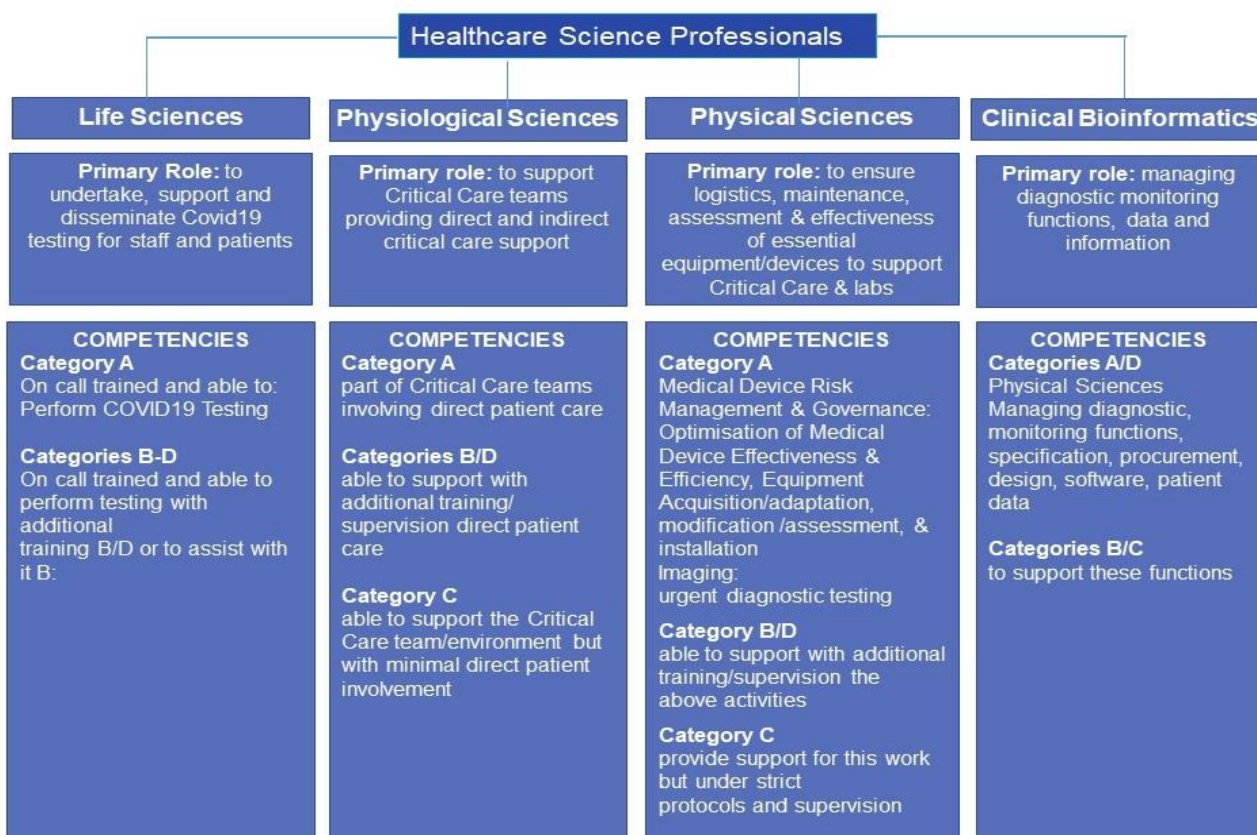 Healthcare Science Professionals
Life Sciences
Primary Role: to
undertake, support and
disseminate Covid19
testing for staff and patients
COMPETENCIES
Category A
On call trained and able to:
Perform COVID19 Testing
Categories B-D
On call trained and able to
perform testing with
additional
training B/D or to assist with
it B:
Physiological Sciences
Primary role: to support
Critical Care teams
providing direct and indirect
critical care support
COMPETENCIES
Category A
part of Critical Care teams
involving direct patient care
Categories B/D
able to support with
additional training/
supervision direct patient
care
Category C
able to support the Critical
Care team/environment but
with minimal direct patient
involvement
Physical Sciences
Primary role: to ensure
logistics, maintenance,
assessment & effectiveness
of essential
equipment/devices to support
Critical Care & labs
COMPETENCIES
Category A
Medical Device Risk
Management & Governance:
Optimisation of Medical
Device Effectiveness &
Efficiency, Equipment
Acquisition/adaptation,
modification /assessment, &
installation
Imaging:
urgent diagnostic testing
Category B/D
able to support with additional
training/supervision the
above activities
Category C
provide support for this work
but under strict
protocols and supervision
Clinical Bioinformatics
Primary role: managing
diagnostic monitoring
functions, data and
information
COMPETENCIES
Categories A/D
Physical Sciences
Managing diagnostic,
monitoring functions,
specification, procurement,
design, software, patient
data
Categories B/C
to support these functions